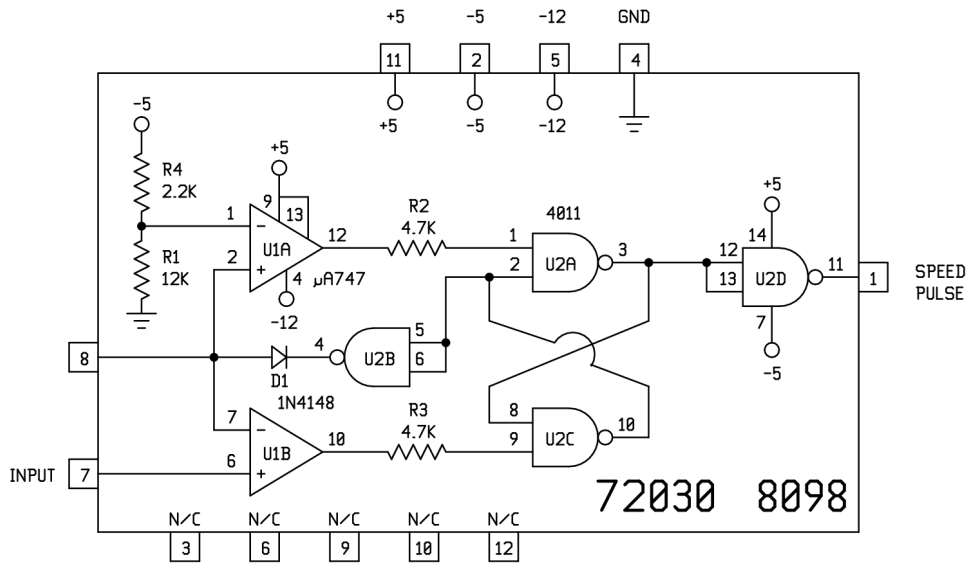 +5 -5 -12 GND
11 2 5 4
+5 -5 -12
-5
R4
2.2K
+5
9
13
1
U1A
12
R2
4.7K
4011
1
2
U2A
3
+5
14
12
13
U2D
11
1
SPEED
PULSE
R1
12K
2
4
µA747
-12
7
-5
8
D1
1N4148
4
U2B
5
6
7
U1B
10
R3
4.7K
8
9
U2C
10
INPUT
7
6
72030 8098
N/C N/C N/C N/C N/C
3 6 9 10 12